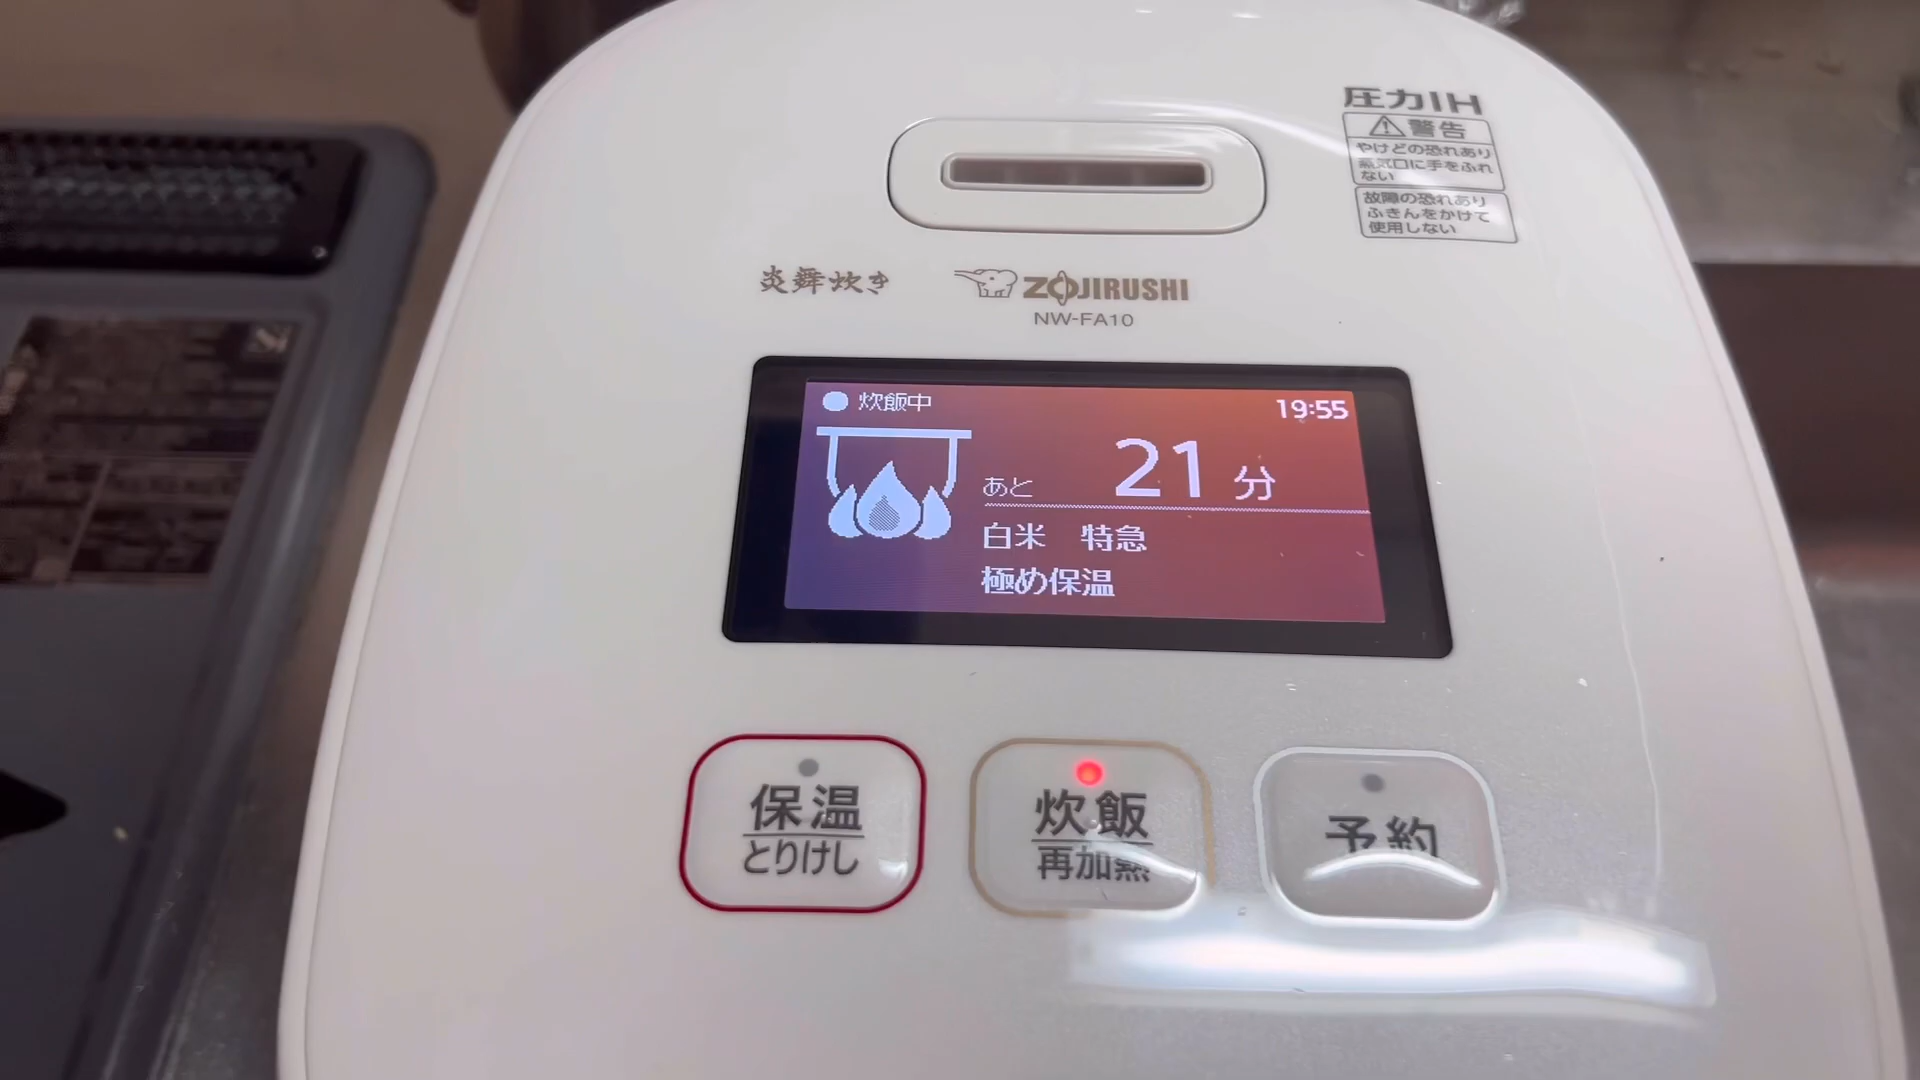 圧力IH
警告
やけどの恐れあり
蒸気口に手をふれ
ない
故障の恐れあり
ふきんをかけて
使用しない
炎舞炊き
ZOJIRUSHI
NW-FA10
炊飯中
19:55
あと 21 分
白米 特急
極め保温
保温
とりけし
炊飯
再加熱
予約